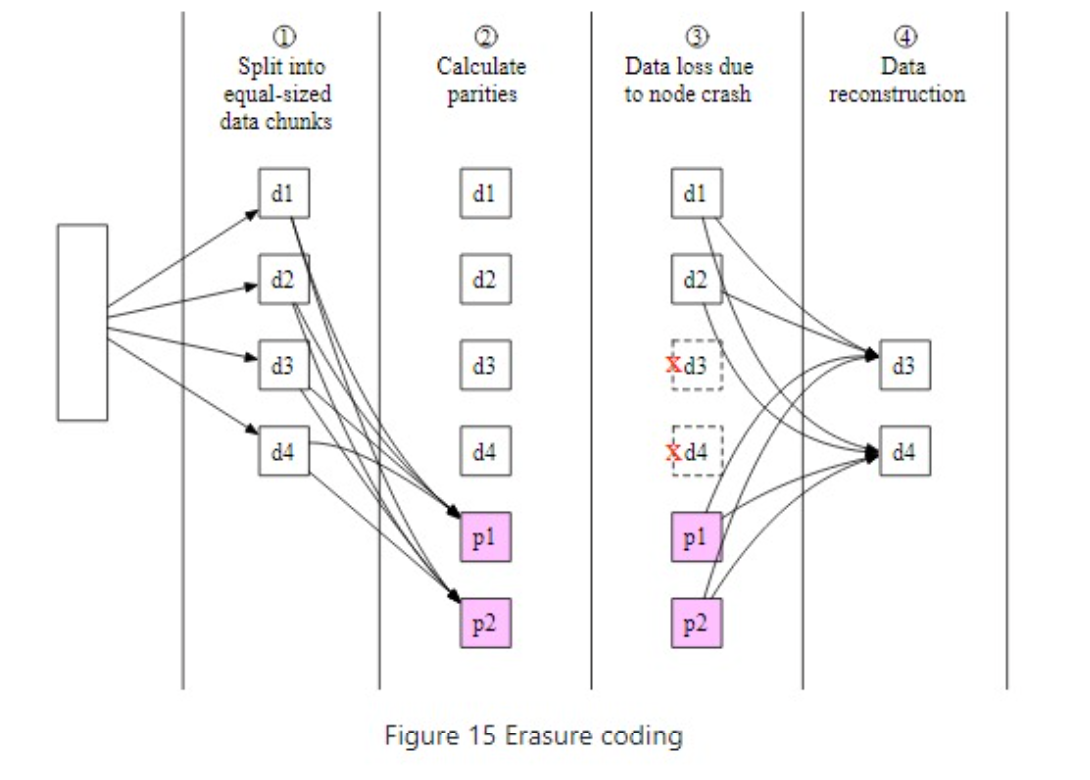 ①
Split into
equal-sized
data chunks
②
Calculate
parities
③
Data loss due
to node crash
④
Data
reconstruction
d1
d2
d3
d4
d1
d2
d3
d4
p1
p2
d1
d2
x d3
x d4
p1
p2
d3
d4
Figure 15 Erasure coding